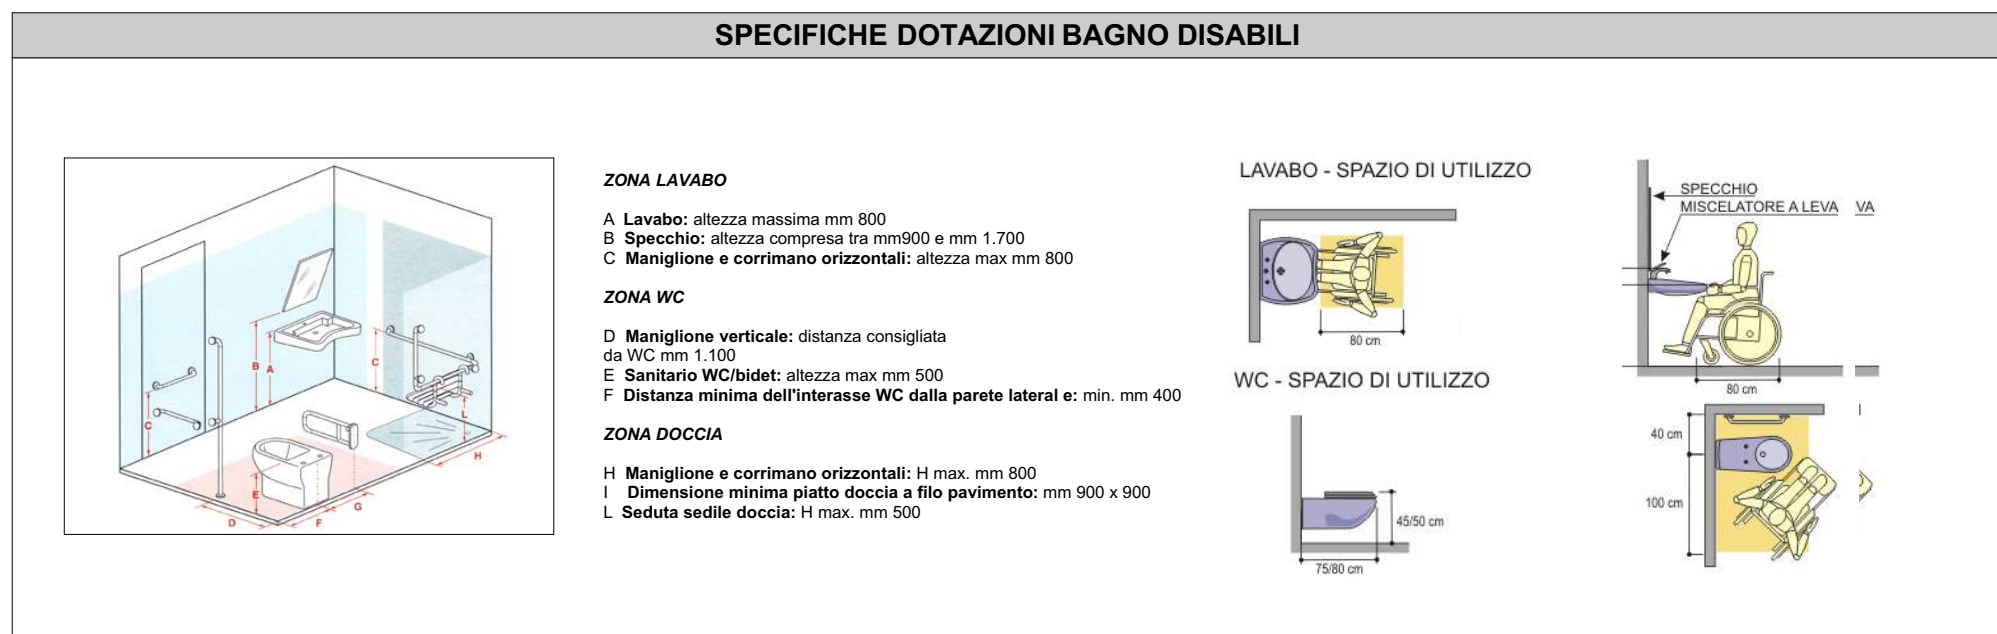 SPECIFICHE DOTAZIONI BAGNO DISABILI
B
A
C
C
L
H
E
D
F
G
ZONA LAVABO
A Lavabo: altezza massima mm 800
B Specchio: altezza compresa tra mm900 e mm 1.700
C Maniglione e corrimano orizzontali: altezza max mm 800
ZONA WC
D Maniglione verticale: distanza consigliata
da WC mm 1.100
E Sanitario WC/bidet: altezza max mm 500
F Distanza minima dell'interasse WC dalla parete lateral e: min. mm 400
ZONA DOCCIA
H Maniglione e corrimano orizzontali: H max. mm 800
I Dimensione minima piatto doccia a filo pavimento: mm 900 x 900
L Seduta sedile doccia: H max. mm 500
LAVABO - SPAZIO DI UTILIZZO
80 cm
SPECCHIO
MISCELATORE A LEVA VA
80 cm
WC - SPAZIO DI UTILIZZO
45/50 cm
75/80 cm
40 cm
100 cm